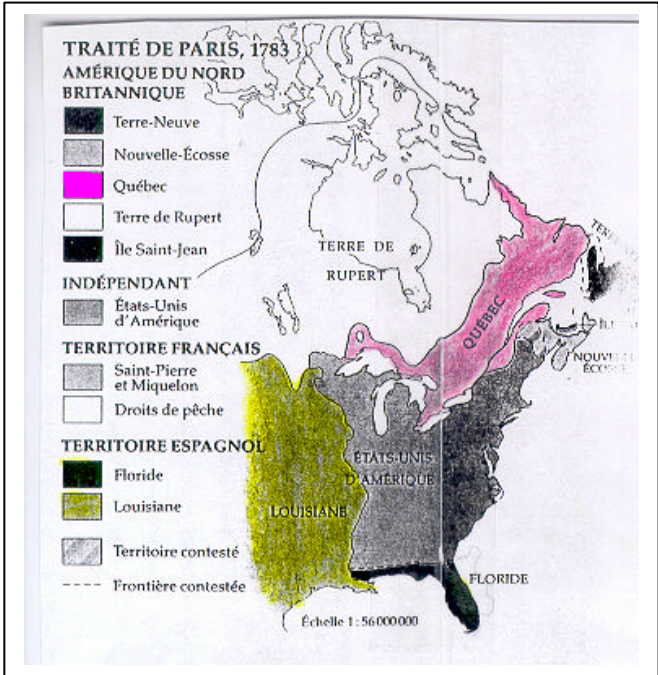 TRAITÉ DE PARIS, 1783
AMÉRIQUE DU NORD
BRITANNIQUE
Terre-Neuve
Nouvelle-Écosse
Québec
Terre de Rupert
Île Saint-Jean
INDÉPENDANT
États-Unis
d'Amérique
TERRITOIRE FRANÇAIS
Saint-Pierre
et Miquelon
Droits de pêche
TERRITOIRE ESPAGNOL
Floride
Louisiane
Territoire contesté
Frontière contestée
TERRE DE
RUPERT
QUÉBEC
ÉTATS-UNIS
D'AMÉRIQUE
LOUISIANE
FLORIDE
Échelle 1 : 56 000 000